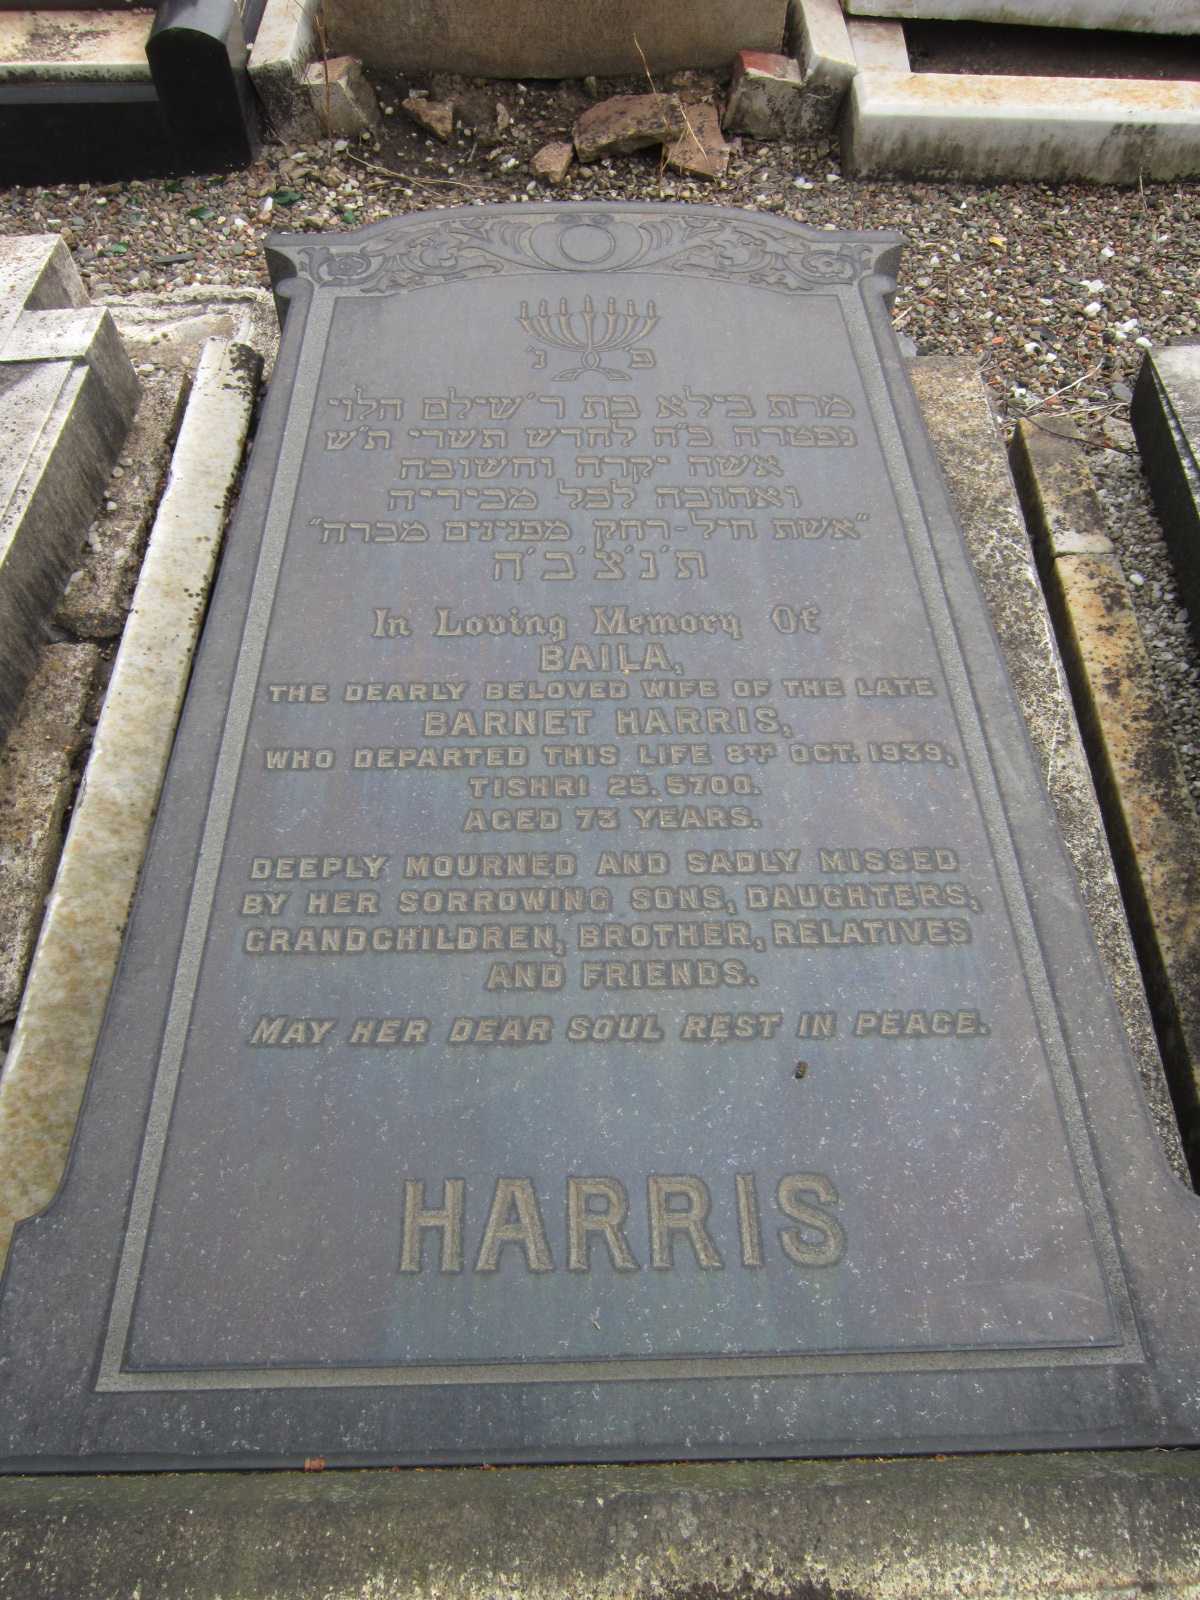 פ נ
מרת בילא בת ר׳ שילם הלוי
נפטרה כ״ה לחדש תשרי ת״ש
אשה יקרה וחשובה
ואהובה לכל מכיריה
״אשת חיל - רחק מפנינים מכרה״
ת׳נ׳צ׳ב׳ה
In Loving Memory Of
BAILA,
THE DEARLY BELOVED WIFE OF THE LATE
BARNET HARRIS,
WHO DEPARTED THIS LIFE 8TH OCT. 1939,
TISHRI 25. 5700.
AGED 73 YEARS.
DEEPLY MOURNED AND SADLY MISSED
BY HER SORROWING SONS, DAUGHTERS,
GRANDCHILDREN, BROTHER, RELATIVES
AND FRIENDS.
MAY HER DEAR SOUL REST IN PEACE.
HARRIS